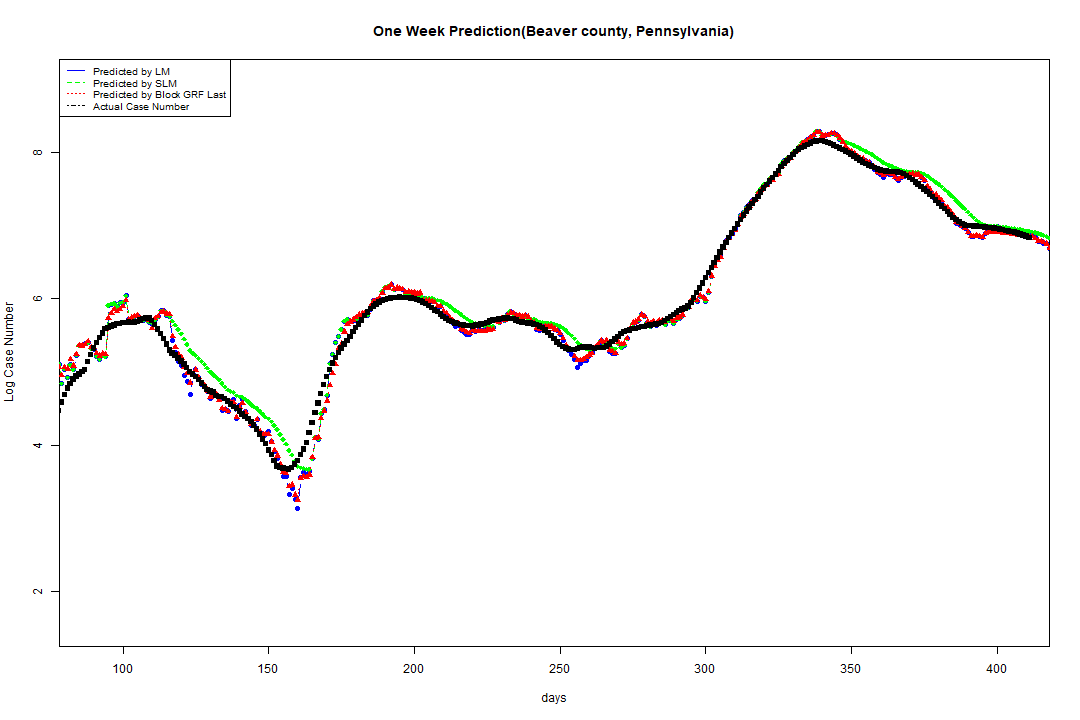 One Week Prediction(Beaver county, Pennsylvania)
Predicted by LM
Predicted by SLM
Predicted by Block GRF Last
Actual Case Number
8
6
4
2
Log Case Number
100 150 200 250 300 350 400
days